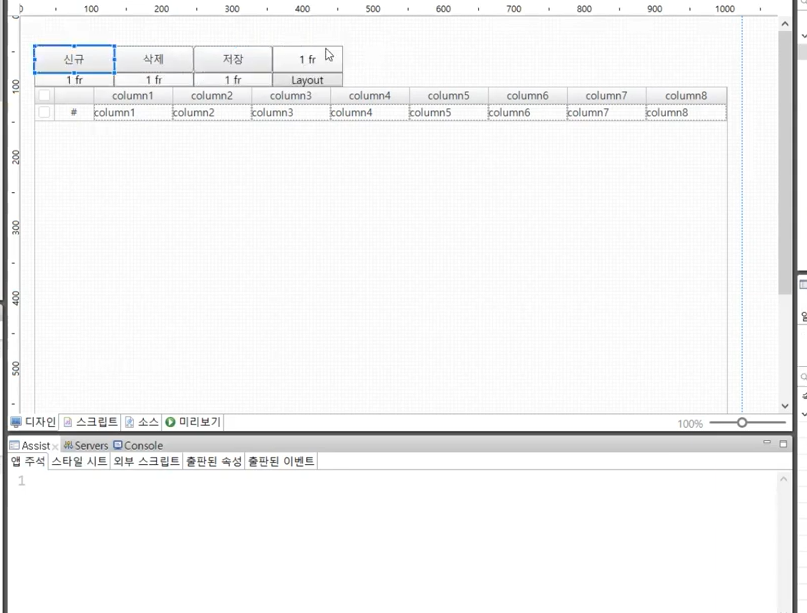 0 100 200 300 400 500 600 700 800 900 1000
신규 삭제 저장 1 fr
1 fr 1 fr 1 fr Layout
100
column1 column2 column3 column4 column5 column6 column7 column8
# column1 column2 column3 column4 column5 column6 column7 column8
200
300
400
500
디자인 스크립트 소스 미리보기 100%
Assist Servers Console
앱 주석 스타일 시트 외부 스크립트 출판된 속성 출판된 이벤트
1